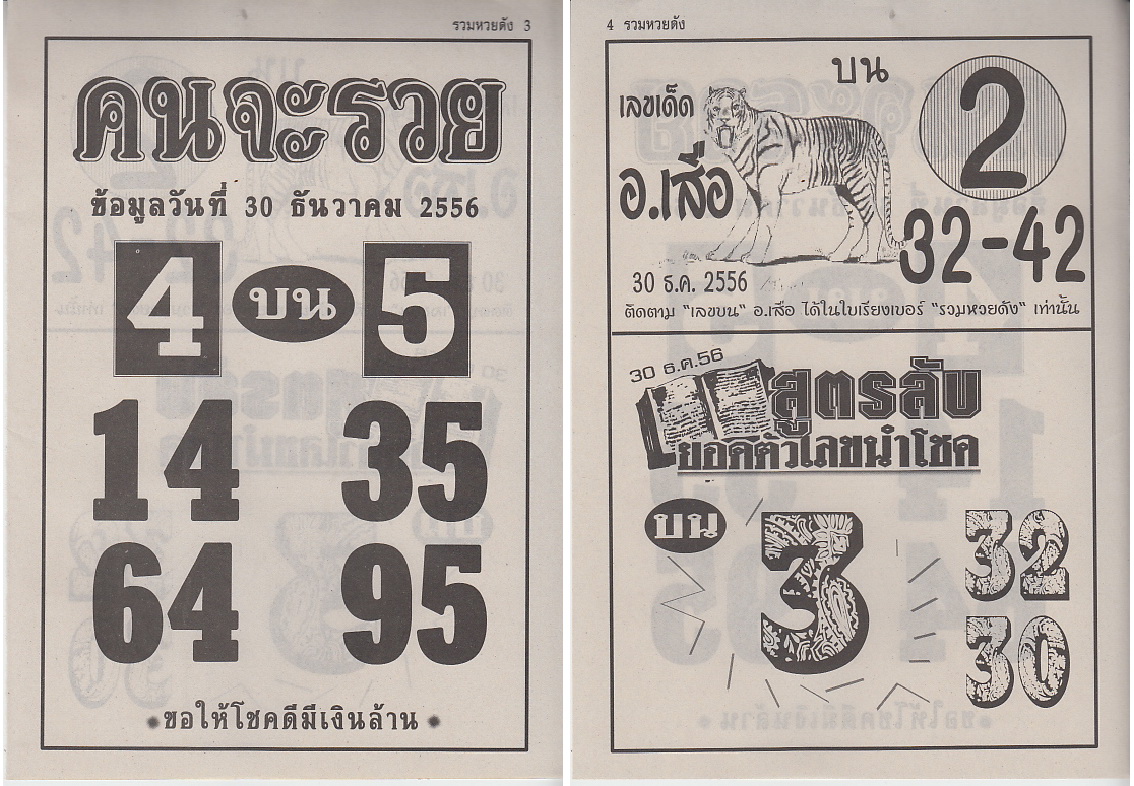 รวมหวยดัง 3
คนจะรวย
ข้อมูลวันที่ 30 ธันวาคม 2556
4 บน 5
14 35
64 95
ขอให้โชคดีมีเงินล้าน
4 รวมหวยดัง
บน
เลขเด็ด
2
อ.เสือ
32-42
30 ธ.ค. 2556
ติดตาม "เลขบน" อ.เสือ ได้ในใบเรียงเบอร์ "รวมหวยดัง" เท่านั้น
30 ธ.ค.56
สูตรลับ
ยอดตัวเลขนำโชค
บน
3
32
30